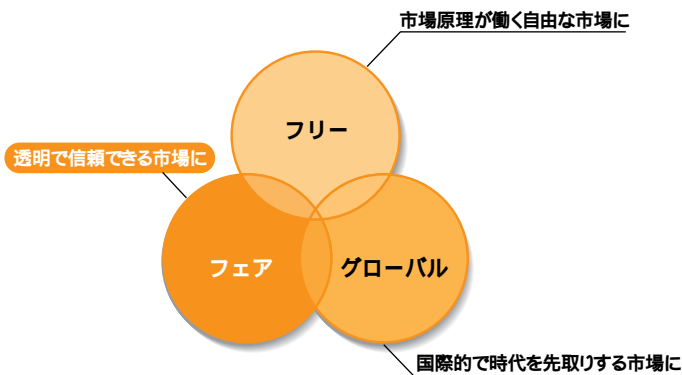 市場原理が働く自由な市場に
フリー
透明で信頼できる市場に
フェア
グローバル
国際的で時代を先取りする市場に